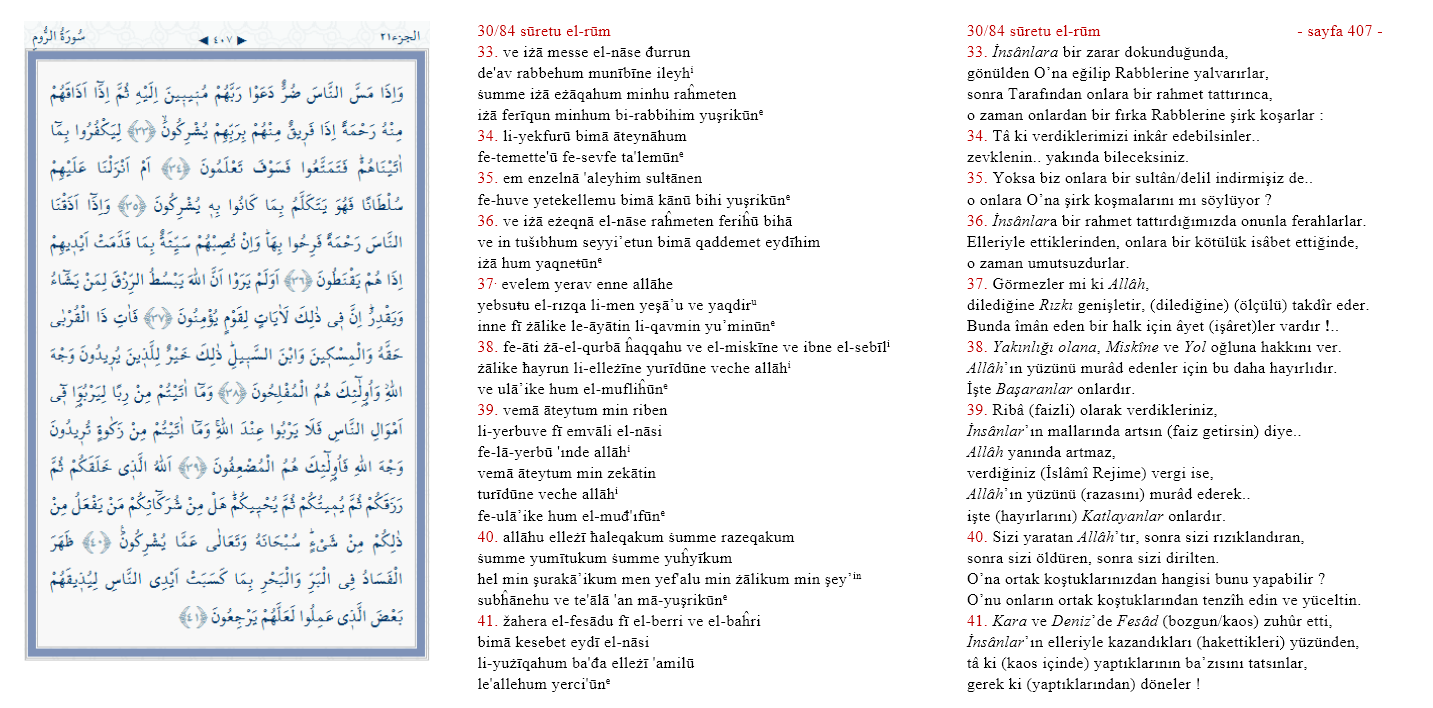 الجزء٢١
◄ ٤٠٧ ►
سُورَةُ الرُّومِ
وَاِذَا مَسَّ النَّاسَ ضُرٌّ دَعَوْا رَبَّهُمْ مُنٖيبٖينَ اِلَيْهِ ثُمَّ اِذَٓا اَذَاقَهُمْ
مِنْهُ رَحْمَةً اِذَا فَرٖيقٌ مِنْهُمْ بِرَبِّهِمْ يُشْرِكُونَۙ ﴿٣٣﴾ لِيَكْفُرُوا بِمَٓا
اٰتَيْنَاهُمْؕ فَتَمَتَّعُوا فَسَوْفَ تَعْلَمُونَ ﴿٣٤﴾ اَمْ اَنْزَلْنَا عَلَيْهِمْ
سُلْطَانًا فَهُوَ يَتَكَلَّمُ بِمَا كَانُوا بِهٖ يُشْرِكُونَ ﴿٣٥﴾ وَاِذَٓا اَذَقْنَا
النَّاسَ رَحْمَةً فَرِحُوا بِهَاؕ وَاِنْ تُصِبْهُمْ سَيِّئَةٌ بِمَا قَدَّمَتْ اَيْدٖيهِمْ
اِذَا هُمْ يَقْنَطُونَ ﴿٣٦﴾ اَوَلَمْ يَرَوْا اَنَّ اللّٰهَ يَبْسُطُ الرِّزْقَ لِمَنْ يَشَٓاءُ
وَيَقْدِرُؕ اِنَّ فٖى ذٰلِكَ لَاٰيَاتٍ لِقَوْمٍ يُؤْمِنُونَ ﴿٣٧﴾ فَاٰتِ ذَا الْقُرْبٰى
حَقَّهُ وَالْمِسْكٖينَ وَابْنَ السَّبٖيلِؕ ذٰلِكَ خَيْرٌ لِلَّذٖينَ يُرٖيدُونَ وَجْهَ
اللّٰهِؗ وَاُولٰٓئِكَ هُمُ الْمُفْلِحُونَ ﴿٣٨﴾ وَمَٓا اٰتَيْتُمْ مِنْ رِبًا لِيَرْبُوَ۬ا فٖٓى
اَمْوَالِ النَّاسِ فَلَا يَرْبُوا عِنْدَ اللّٰهِۚ وَمَٓا اٰتَيْتُمْ مِنْ زَكٰوةٍ تُرٖيدُونَ
وَجْهَ اللّٰهِ فَاُولٰٓئِكَ هُمُ الْمُضْعِفُونَ ﴿٣٩﴾ اَللّٰهُ الَّذٖى خَلَقَكُمْ ثُمَّ
رَزَقَكُمْ ثُمَّ يُمٖيتُكُمْ ثُمَّ يُحْيٖيكُمْؕ هَلْ مِنْ شُرَكَٓائِكُمْ مَنْ يَفْعَلُ مِنْ
ذٰلِكُمْ مِنْ شَیْءٍؕ سُبْحَانَهُ وَتَعَالٰى عَمَّا يُشْرِكُونَࣖ ﴿٤٠﴾ ظَهَرَ
الْفَسَادُ فِى الْبَرِّ وَالْبَحْرِ بِمَا كَسَبَتْ اَيْدِى النَّاسِ لِيُذٖيقَهُمْ
بَعْضَ الَّذٖى عَمِلُوا لَعَلَّهُمْ يَرْجِعُونَ ﴿٤١﴾
30/84 sūretu el-rūm
33. ve iżā messe el-nāse đurrun
de'av rabbehum munībīne ileyhⁱ
ṡumme iżā eżāqahum minhu raĥmeten
iżā ferīqun minhum bi-rabbihim yuşrikūnᵉ
34. li-yekfurū bimā āteynāhum
fe-temette'ū fe-sevfe ta'lemūnᵉ
35. em enzelnā 'aleyhim sulŧānen
fe-huve yetekellemu bimā kānū bihi yuşrikūnᵉ
36. ve iżā eżeqnā el-nāse raĥmeten feriĥū bihā
ve in tušıbhum seyyi’etun bimā qaddemet eydīhim
iżā hum yaqneŧūnᵉ
37. evelem yerav enne allāhe
yebsuŧu el-rızqa li-men yeşā’u ve yaqdirᵘ
inne fī żālike le-āyātin li-qavmin yu’minūnᵉ
38. fe-āti żā-el-qurbā ĥaqqahu ve el-miskīne ve ibne el-sebīlⁱ
żālike ħayrun li-elleżīne yurīdūne veche allāhⁱ
ve ulā’ike hum el-mufliĥūnᵉ
39. vemā āteytum min riben
li-yerbuve fī emvāli el-nāsi
fe-lā-yerbū 'ınde allāhⁱ
vemā āteytum min zekātin
turīdūne veche allāhⁱ
fe-ulā’ike hum el-muđ'ıfūnᵉ
40. allāhu elleżī ħaleqakum ṡumme razeqakum
ṡumme yumītukum ṡumme yuĥyīkum
hel min şurakā’ikum men yef'alu min żālikum min şey’ⁱⁿ
subĥānehu ve te'ālā 'an mā-yuşrikūnᵉ
41. žahera el-fesādu fī el-berri ve el-baĥri
bimā kesebet eydī el-nāsi
li-yużīqahum ba'đa elleżī 'amilū
le'allehum yerci'ūnᵉ
30/84 sūretu el-rūm - sayfa 407 -
33. İnsânlara bir zarar dokunduğunda,
gönülden O’na eğilip Rabblerine yalvarırlar,
sonra Tarafından onlara bir rahmet tattırınca,
o zaman onlardan bir fırka Rabblerine şirk koşarlar :
34. Tâ ki verdiklerimizi inkâr edebilsinler..
zevklenin.. yakında bileceksiniz.
35. Yoksa biz onlara bir sultân/delil indirmişiz de..
o onlara O’na şirk koşmalarını mı söylüyor ?
36. İnsânlara bir rahmet tattırdığımızda onunla ferahlarlar.
Elleriyle ettiklerinden, onlara bir kötülük isâbet ettiğinde,
o zaman umutsuzdurlar.
37. Görmezler mi ki Allâh,
dilediğine Rızkı genişletir, (dilediğine) (ölçülü) takdîr eder.
Bunda îmân eden bir halk için âyet (işâret)ler vardır !..
38. Yakınlığı olana, Miskîne ve Yol oğluna hakkını ver.
Allâh’ın yüzünü murâd edenler için bu daha hayırlıdır.
İşte Başaranlar onlardır.
39. Ribâ (faizli) olarak verdikleriniz,
İnsânlar’ın mallarında artsın (faiz getirsin) diye..
Allâh yanında artmaz,
verdiğiniz (İslâmî Rejime) vergi ise,
Allâh’ın yüzünü (razasını) murâd ederek..
işte (hayırlarını) Katlayanlar onlardır.
40. Sizi yaratan Allâh’tır, sonra sizi rızıklandıran,
sonra sizi öldüren, sonra sizi dirilten.
O’na ortak koştuklarınızdan hangisi bunu yapabilir ?
O’nu onların ortak koştuklarından tenzîh edin ve yüceltin.
41. Kara ve Deniz’de Fesâd (bozgun/kaos) zuhûr etti,
İnsânlar’ın elleriyle kazandıkları (hakettikleri) yüzünden,
tâ ki (kaos içinde) yaptıklarının ba’zısını tatsınlar,
gerek ki (yaptıklarından) döneler !